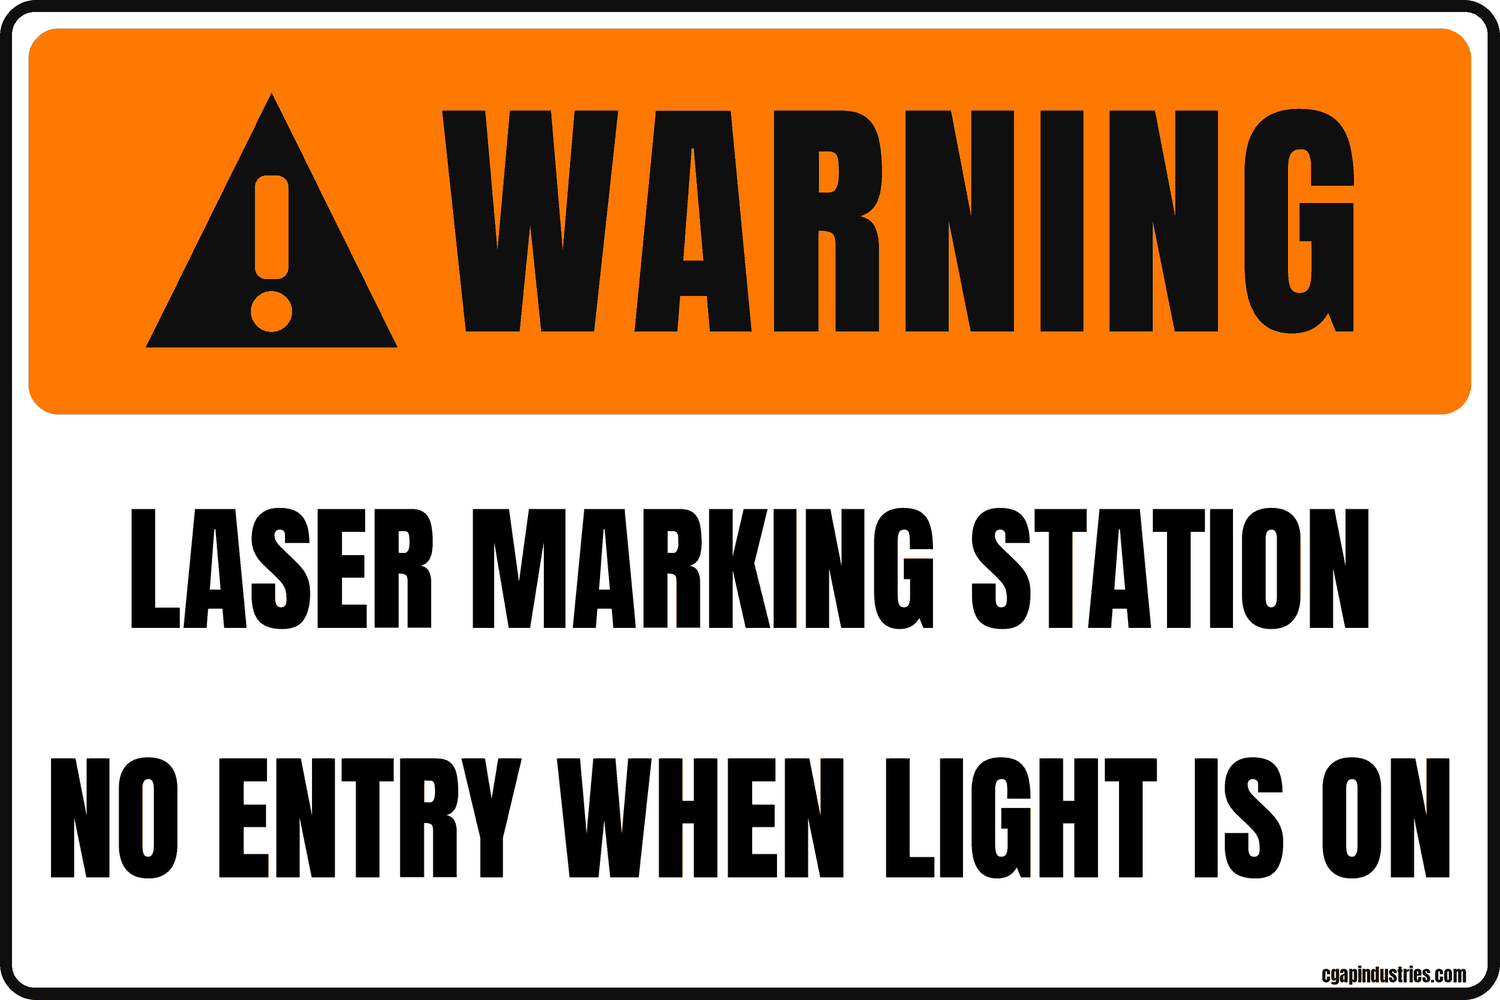 WARNING
LASER MARKING STATION
NO ENTRY WHEN LIGHT IS ON
cgapindustries.com